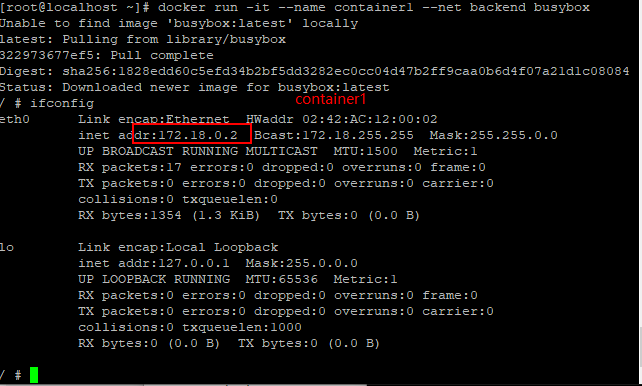 [root@localhost ~]# docker run -it --name container1 --net backend busybox
Unable to find image 'busybox:latest' locally
latest: Pulling from library/busybox
322973677ef5: Pull complete
Digest: sha256:1828edd60c5efd34b2bf5dd3282ec0cc04d47b2ff9caa0b6d4f07a21d1c08084
Status: Downloaded newer image for busybox:latest
/ # ifconfig
container1
eth0 Link encap:Ethernet HWaddr 02:42:AC:12:00:02
inet addr:172.18.0.2 Bcast:172.18.255.255 Mask:255.255.0.0
UP BROADCAST RUNNING MULTICAST MTU:1500 Metric:1
RX packets:17 errors:0 dropped:0 overruns:0 frame:0
TX packets:0 errors:0 dropped:0 overruns:0 carrier:0
collisions:0 txqueuelen:0
RX bytes:1354 (1.3 KiB) TX bytes:0 (0.0 B)
lo Link encap:Local Loopback
inet addr:127.0.0.1 Mask:255.0.0.0
UP LOOPBACK RUNNING MTU:65536 Metric:1
RX packets:0 errors:0 dropped:0 overruns:0 frame:0
TX packets:0 errors:0 dropped:0 overruns:0 carrier:0
collisions:0 txqueuelen:1000
RX bytes:0 (0.0 B) TX bytes:0 (0.0 B)
/ #